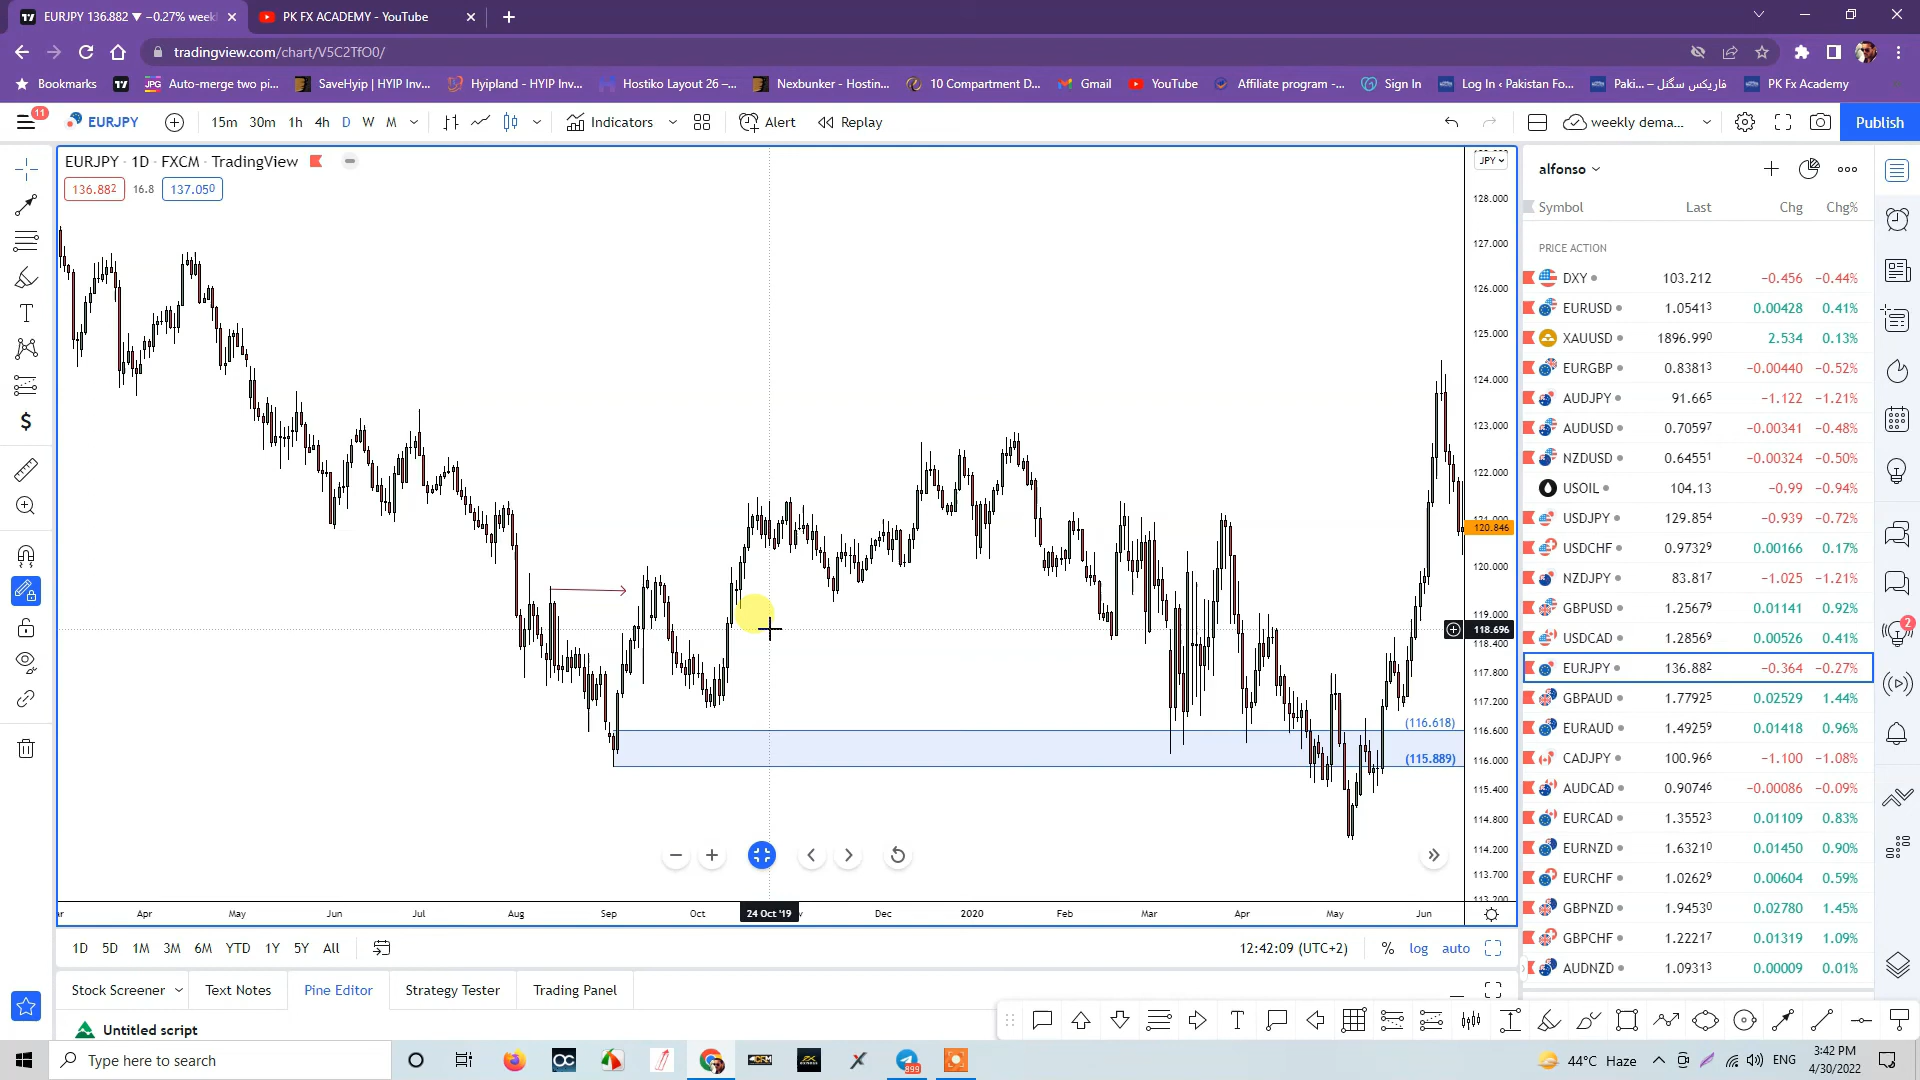 EURJPY 136.882 ▼ −0.27% week
PK FX ACADEMY - YouTube
tradingview.com/chart/V5C2TfO0/
Bookmarks
Auto-merge two pi...
SaveHyip | HYIP Inv...
Hyipland - HYIP Inv...
Hostiko Layout 26 –...
Nexbunker - Hostin...
10 Compartment D...
Gmail
YouTube
Affiliate program -...
Sign In
Log In ‹ Pakistan Fo...
Paki... – فاریکس سگنل
PK Fx Academy
11
EURJPY
15m 30m 1h 4h D W M
Indicators
Alert
Replay
weekly dema...
Publish
EURJPY · 1D · FXCM · TradingView
136.882 16.8 137.050
JPY
128.000
127.000
126.000
125.000
124.000
123.000
122.000
120.846
120.000
119.000
118.696
118.400
117.800
117.200
116.600
116.000
115.400
114.800
114.200
113.700
(116.618)
(115.889)
Apr May Jun Jul Aug Sep Oct 24 Oct '19 Dec 2020 Feb Mar Apr May Jun
1D 5D 1M 3M 6M YTD 1Y 5Y All
12:42:09 (UTC+2) % log auto
Stock Screener Text Notes Pine Editor Strategy Tester Trading Panel
Untitled script
alfonso
Symbol Last Chg Chg%
PRICE ACTION
DXY 103.212 −0.456 −0.44%
EURUSD 1.05413 0.00428 0.41%
XAUUSD 1896.990 2.534 0.13%
EURGBP 0.83813 −0.00440 −0.52%
AUDJPY 91.665 −1.122 −1.21%
AUDUSD 0.70597 −0.00341 −0.48%
NZDUSD 0.64551 −0.00324 −0.50%
USOIL 104.13 −0.99 −0.94%
USDJPY 129.854 −0.939 −0.72%
USDCHF 0.97329 0.00166 0.17%
NZDJPY 83.817 −1.025 −1.21%
GBPUSD 1.25679 0.01141 0.92%
USDCAD 1.28569 0.00526 0.41%
EURJPY 136.882 −0.364 −0.27%
GBPAUD 1.77925 0.02529 1.44%
EURAUD 1.49259 0.01418 0.96%
CADJPY 100.966 −1.100 −1.08%
AUDCAD 0.90746 −0.00086 −0.09%
EURCAD 1.35523 0.01109 0.83%
EURNZD 1.63210 0.01450 0.90%
EURCHF 1.02629 0.00604 0.59%
GBPNZD 1.94530 0.02780 1.45%
GBPCHF 1.22217 0.01319 1.09%
AUDNZD 1.09313 0.00009 0.01%
2
Type here to search
899
44°C Haze
ENG
3:42 PM
4/30/2022